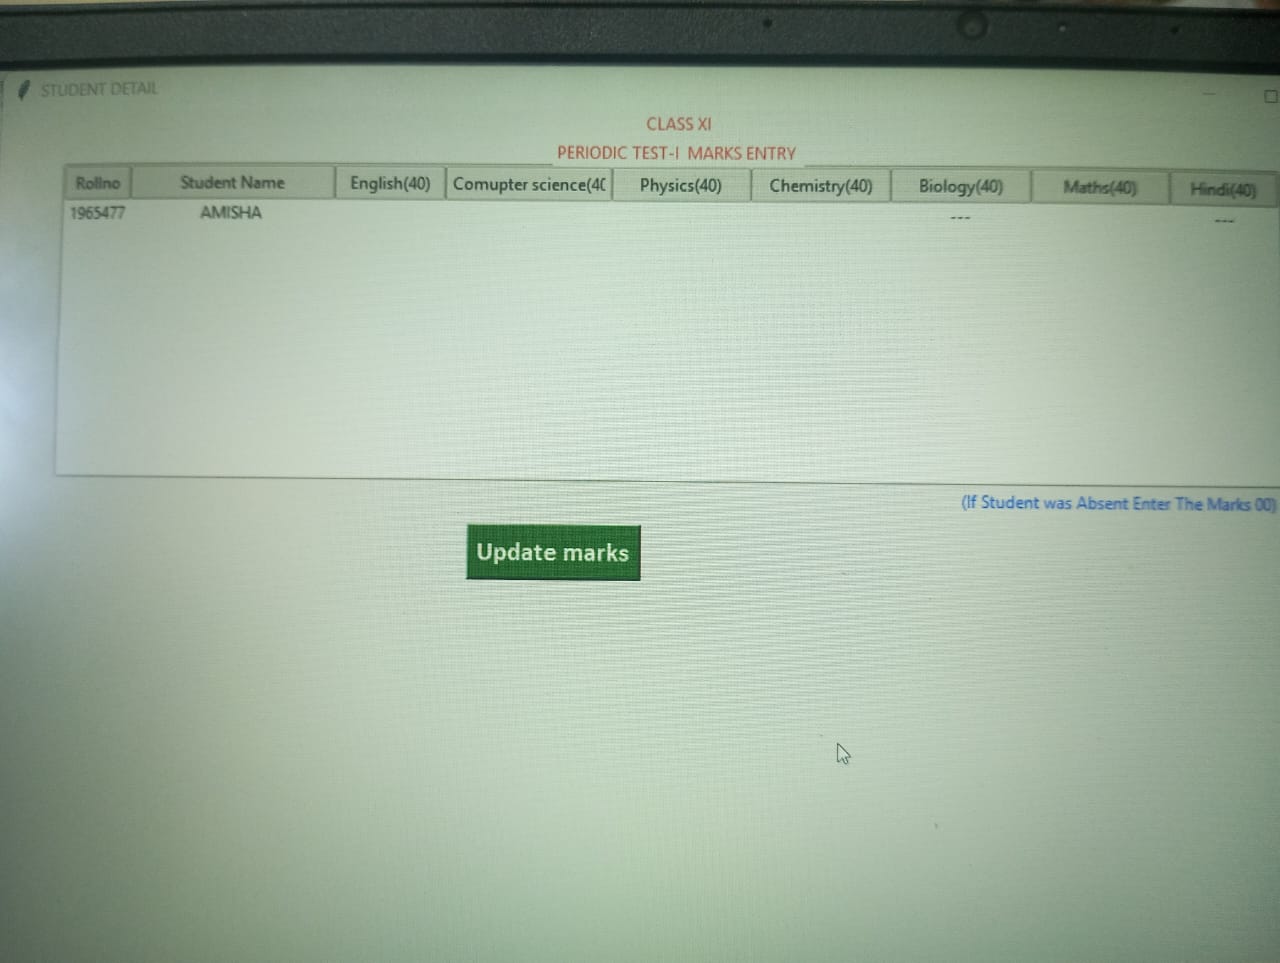 STUDENT DETAIL
CLASS XI
PERIODIC TEST-I MARKS ENTRY
Rollno Student Name English(40) Comupter science(4 Physics(40) Chemistry(40) Biology(40) Maths(40) Hindi(40)
1965477 AMISHA --- ---
(If Student was Absent Enter The Marks 00)
Update marks